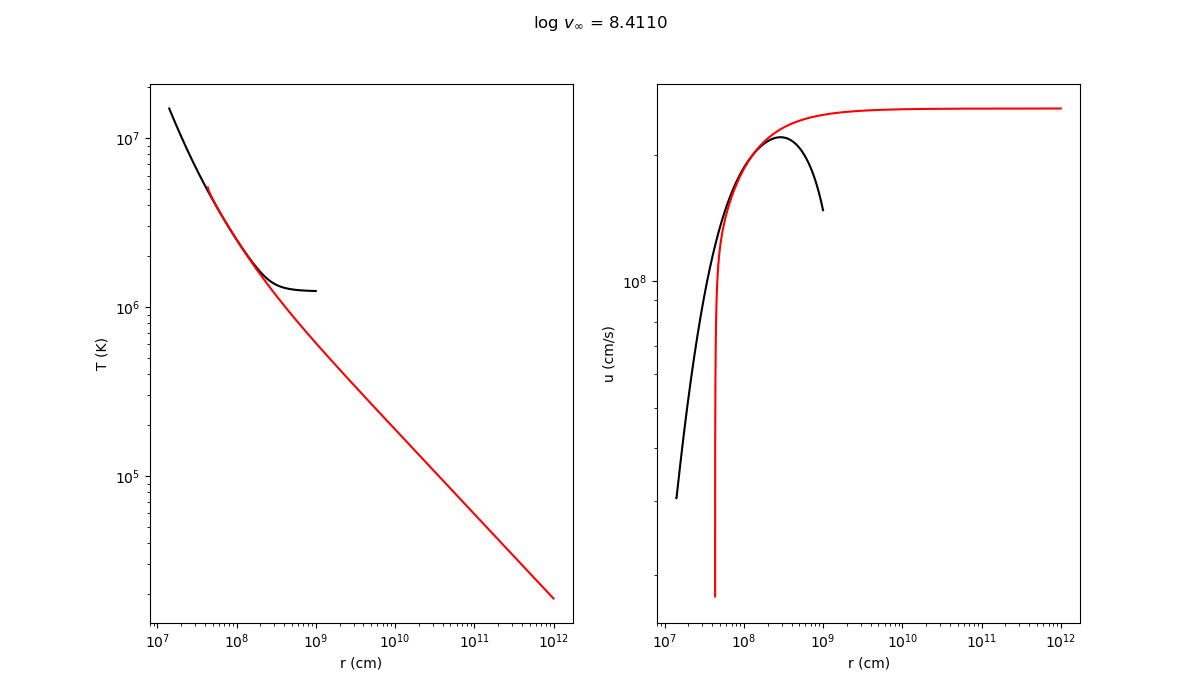 log v∞ = 8.4110
10⁷
10⁶
10⁵
T (K)
10⁷ 10⁸ 10⁹ 10¹⁰ 10¹¹ 10¹²
r (cm)
10⁸
u (cm/s)
10⁷ 10⁸ 10⁹ 10¹⁰ 10¹¹ 10¹²
r (cm)